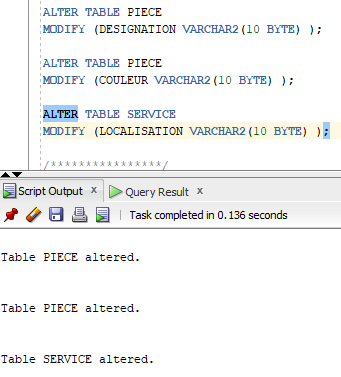 ALTER TABLE PIECE
MODIFY (DESIGNATION VARCHAR2(10 BYTE) );
ALTER TABLE PIECE
MODIFY (COULEUR VARCHAR2(10 BYTE) );
ALTER TABLE SERVICE
MODIFY (LOCALISATION VARCHAR2(10 BYTE) );
/****************/
Script Output x Query Result x
Task completed in 0.136 seconds
Table PIECE altered.
Table PIECE altered.
Table SERVICE altered.